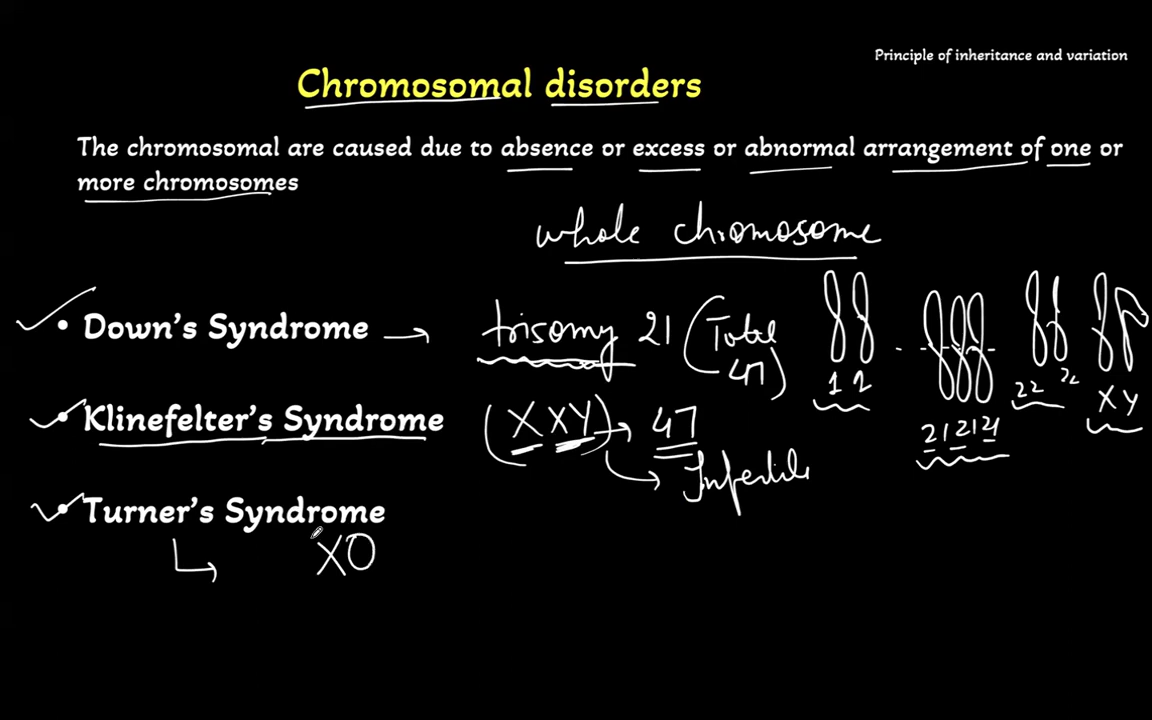 Principle of inheritance and variation
Chromosomal disorders
The chromosomal are caused due to absence or excess or abnormal arrangement of one or
more chromosomes
whole chromosome
• Down's Syndrome → trisomy 21 (Total
47)
1 2
21 21 21
22 22
X Y
• Klinefelter's Syndrome (XXY) → 47
→ Infertile
• Turner's Syndrome
→ XO